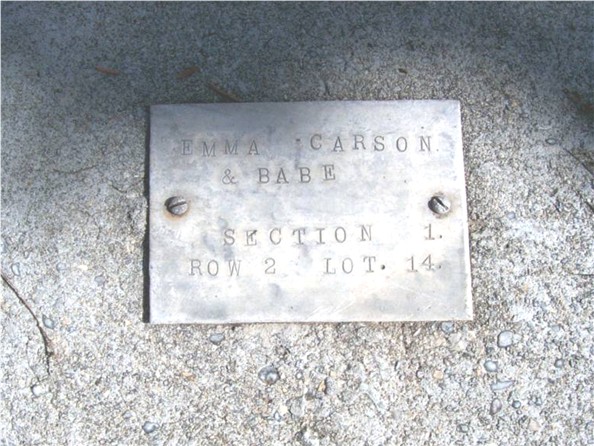 EMMA CARSON.
& BABE
SECTION 1.
ROW 2 LOT. 14.